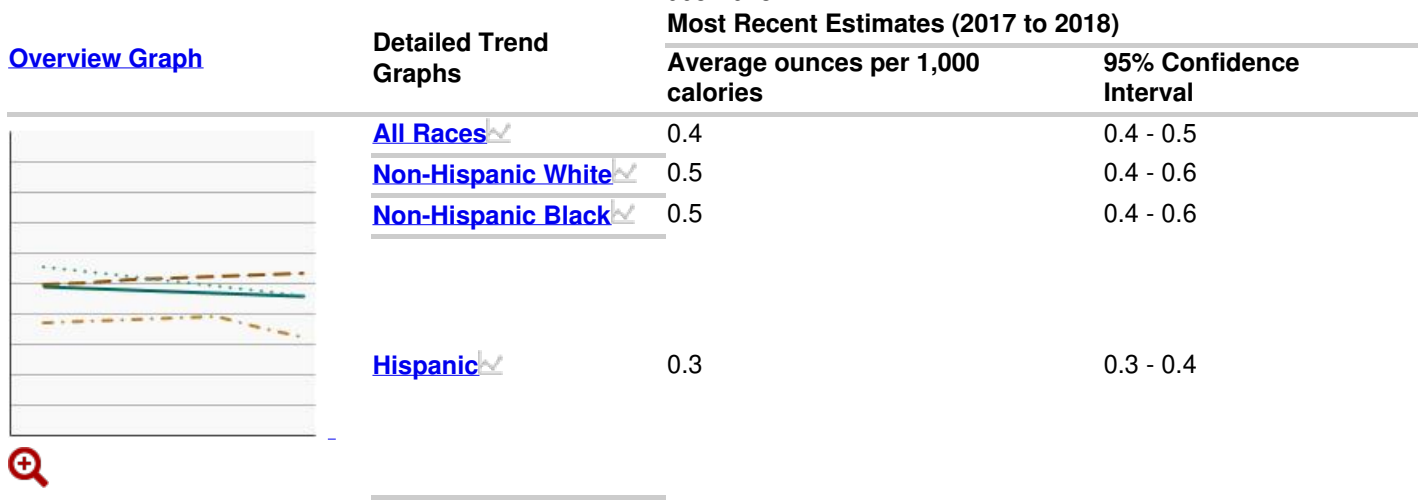 Most Recent Estimates (2017 to 2018)
Overview Graph
Detailed Trend
Graphs
Average ounces per 1,000
calories
95% Confidence
Interval
All Races 0.4 0.4 - 0.5
Non-Hispanic White 0.5 0.4 - 0.6
Non-Hispanic Black 0.5 0.4 - 0.6
Hispanic 0.3 0.3 - 0.4